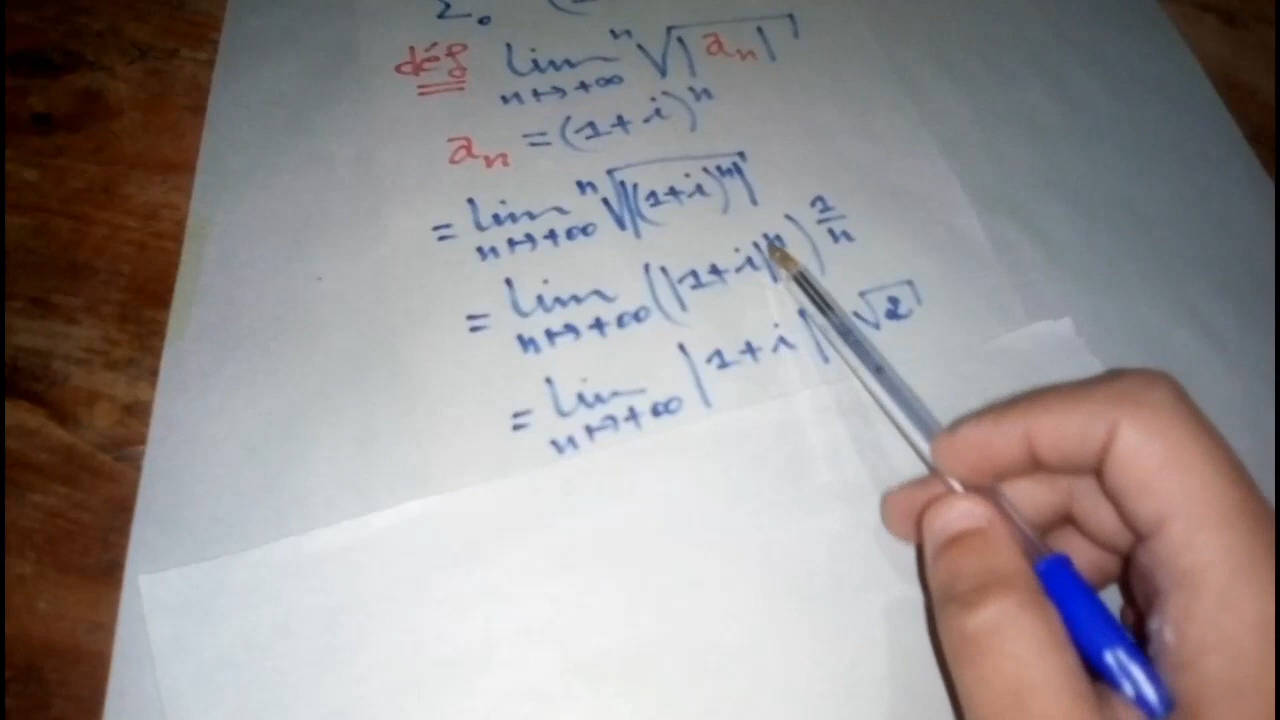 déf lim n↦+∞ ⁿ√|aₙ|
aₙ = (1+i)ⁿ
= lim n↦+∞ ⁿ√|(1+i)ⁿ|
= lim n↦+∞ (|1+i|ⁿ)^(1/n)
= lim n↦+∞ |1+i| √2